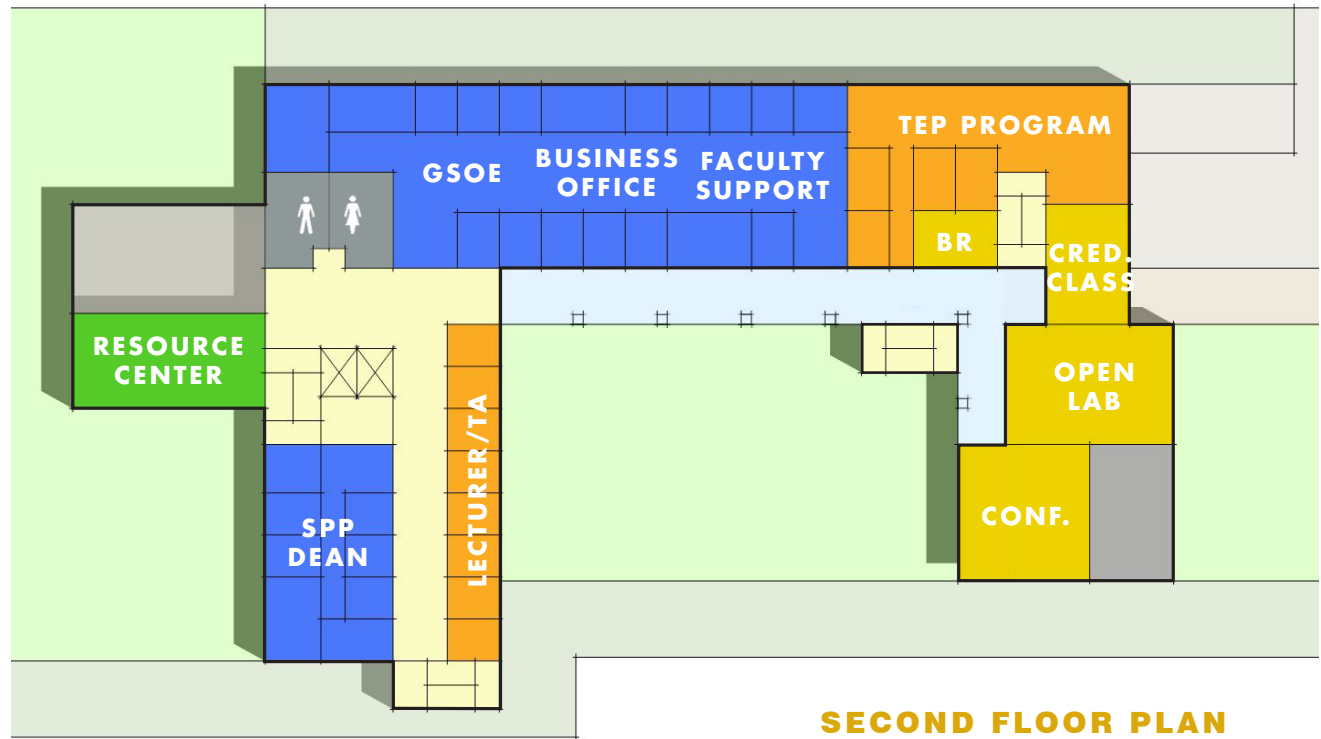 TEP PROGRAM
GSOE
BUSINESS
OFFICE
FACULTY
SUPPORT
BR
CRED.
CLASS
RESOURCE
CENTER
OPEN
LAB
LECTURER/TA
SPP
DEAN
CONF.
SECOND FLOOR PLAN